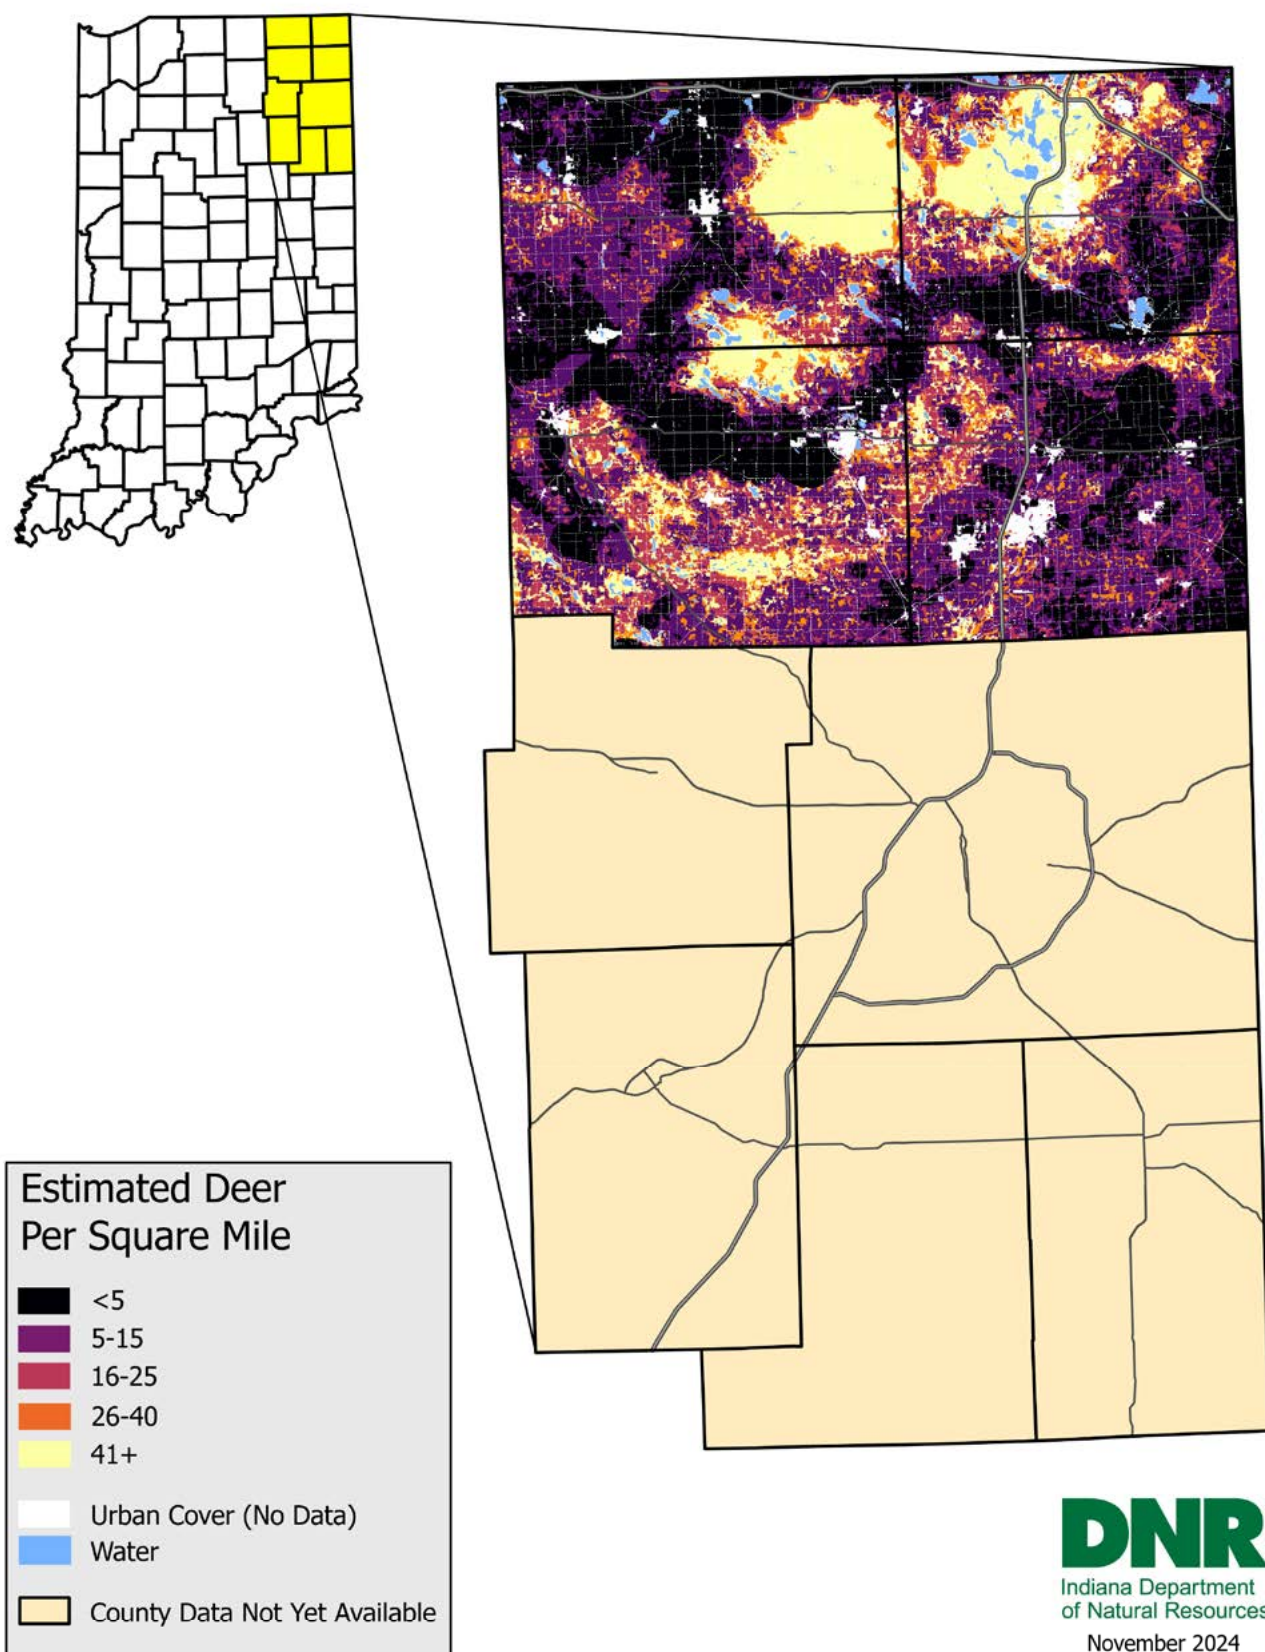 Estimated Deer
Per Square Mile
<5
5-15
16-25
26-40
41+
Urban Cover (No Data)
Water
County Data Not Yet Available
DNR
Indiana Department
of Natural Resources
November 2024